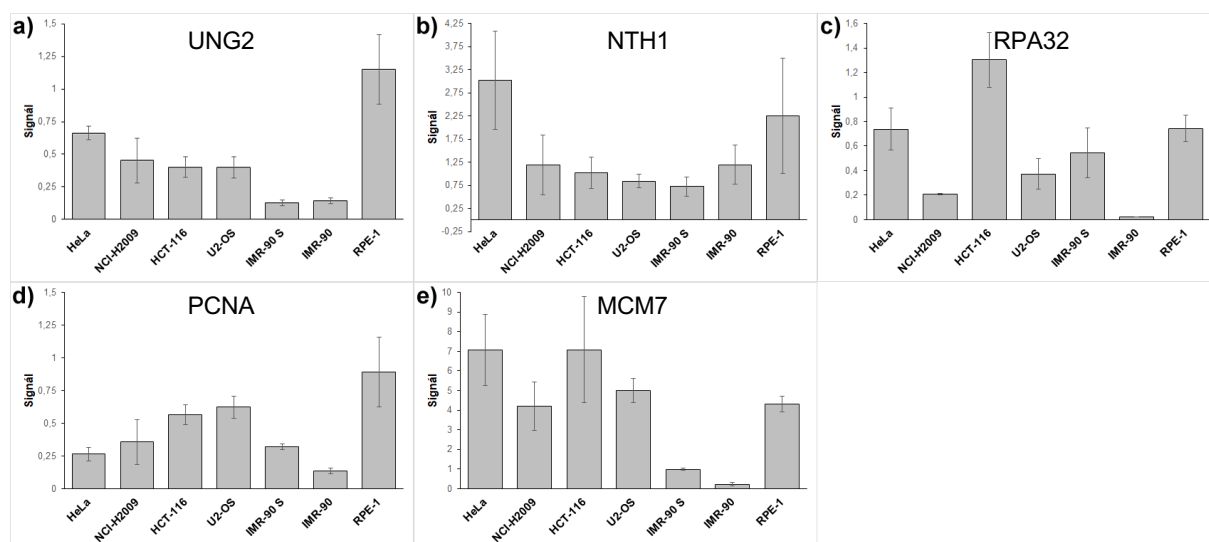 a) UNG2
Signál
1,5
1,25
1
0,75
0,5
0,25
0
HeLa
NCI-H2009
HCT-116
U2-OS
IMR-90 S
IMR-90
RPE-1
b) NTH1
Signál
4,25
3,75
3,25
2,75
2,25
1,75
1,25
0,75
0,25
-0,25
HeLa
NCI-H2009
HCT-116
U2-OS
IMR-90 S
IMR-90
RPE-1
c) RPA32
Signál
1,6
1,4
1,2
1
0,8
0,6
0,4
0,2
0
HeLa
NCI-H2009
HCT-116
U2-OS
IMR-90 S
IMR-90
RPE-1
d) PCNA
Signál
1,5
1,25
1
0,75
0,5
0,25
0
HeLa
NCI-H2009
HCT-116
U2-OS
IMR-90 S
IMR-90
RPE-1
e) MCM7
Signál
10
9
8
7
6
5
4
3
2
1
0
HeLa
NCI-H2009
HCT-116
U2-OS
IMR-90 S
IMR-90
RPE-1